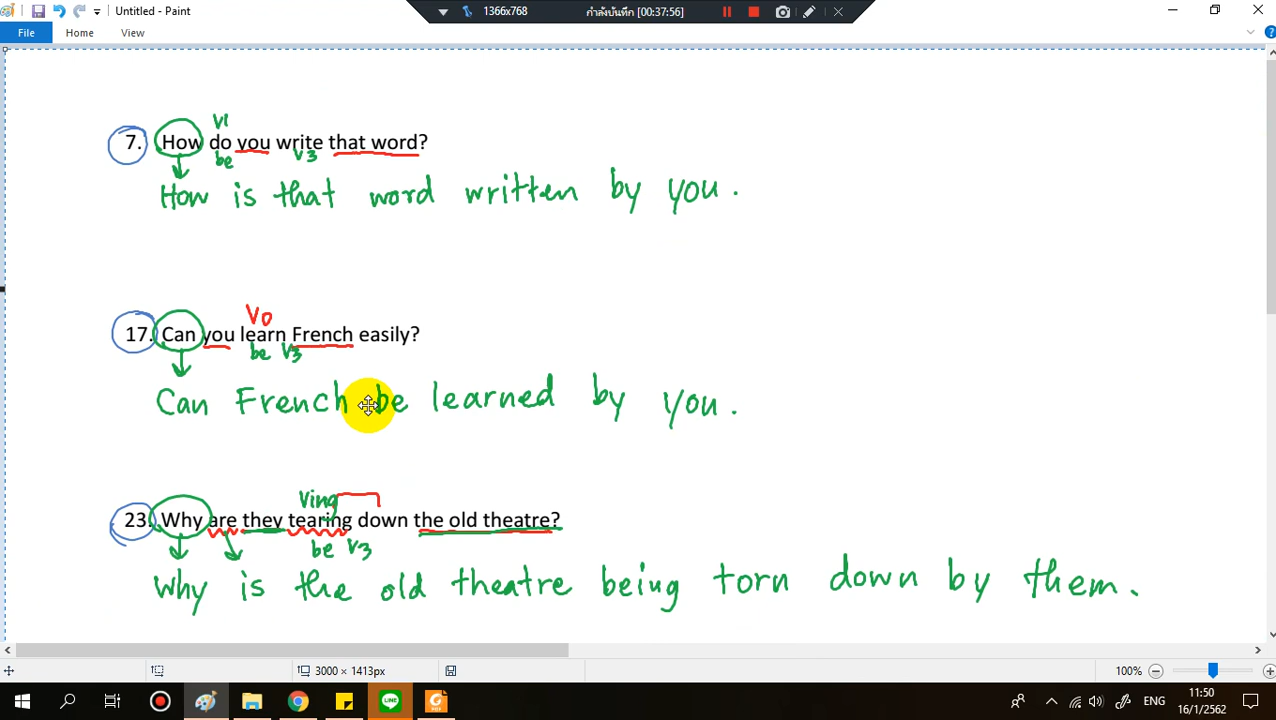 Untitled - Paint
1366x768
กำลังบันทึก [00:37:56]
File Home View
V1
7. How do you write that word?
be V3
How is that word written by you.
V0
17. Can you learn French easily?
be V3
Can French be learned by you.
Ving
23. Why are they tearing down the old theatre?
be V3
Why is the old theatre being torn down by them.
3000 × 1413px
100%
ENG
11:50
16/1/2562